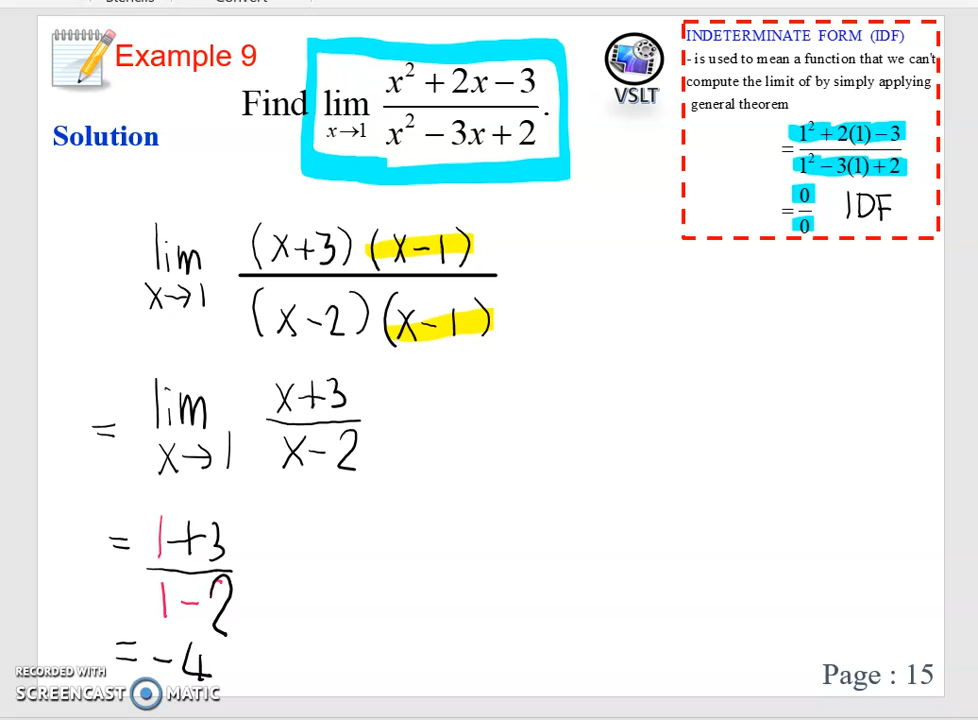 Convert
Example 9
Find lim x→1 (x² + 2x − 3)/(x² − 3x + 2).
Solution
VSLT
INDETERMINATE FORM (IDF)
- is used to mean a function that we can't
compute the limit of by simply applying
general theorem
= (1² + 2(1) − 3)/(1² − 3(1) + 2)
= 0/0 IDF
lim x→1 (x+3)(x−1)/(x−2)(x−1)
= lim x→1 x+3/x−2
= 1+3/1−2
= −4
RECORDED WITH
SCREENCAST MATIC
Page : 15